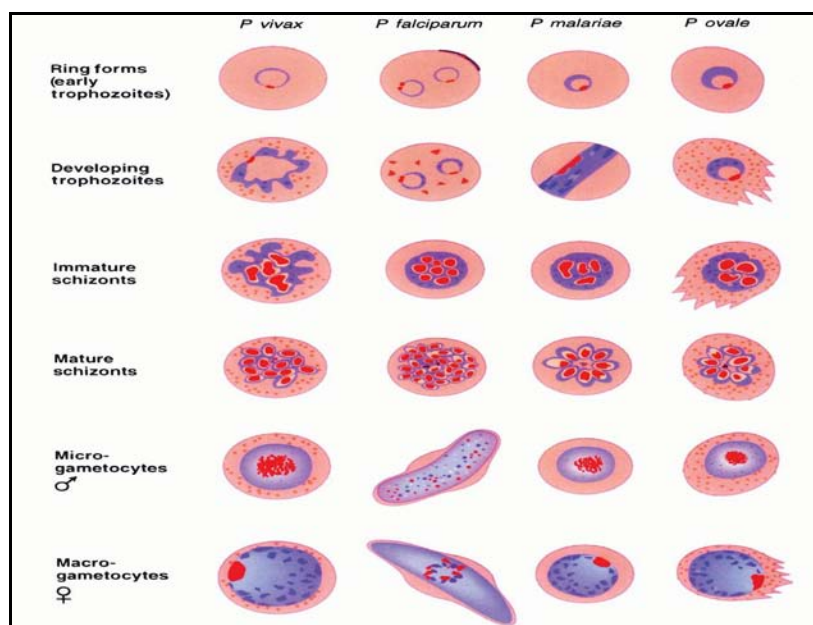 P vivax P falciparum P malariae P ovale
Ring forms
(early
trophozoites)
Developing
trophozoites
Immature
schizonts
Mature
schizonts
Micro-
gametocytes
♂
Macro-
gametocytes
♀